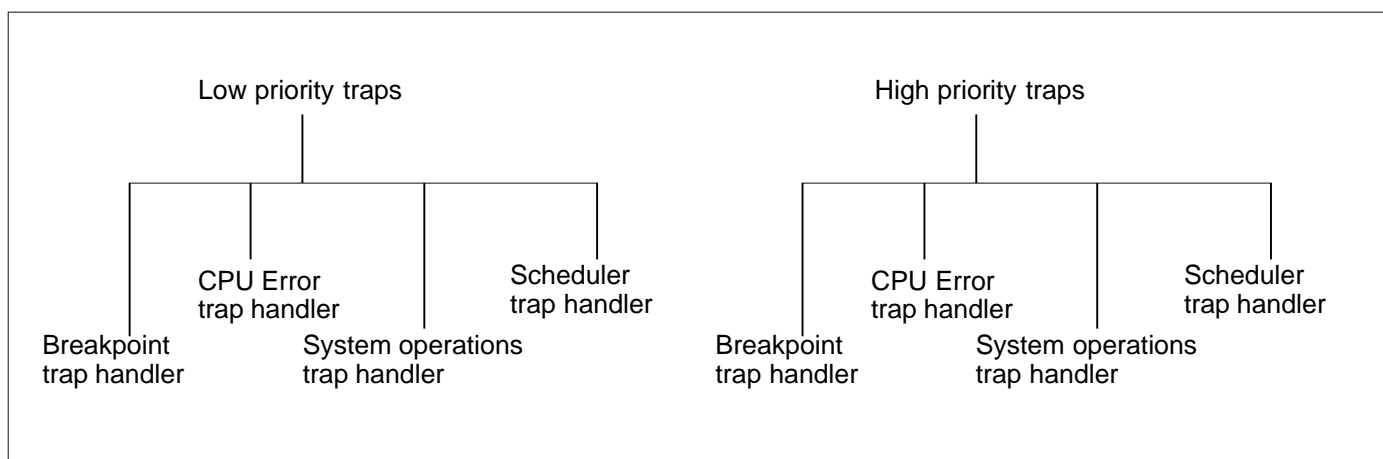 Low priority traps
High priority traps
CPU Error
trap handler
Scheduler
trap handler
Breakpoint
trap handler
System operations
trap handler
CPU Error
trap handler
Scheduler
trap handler
Breakpoint
trap handler
System operations
trap handler